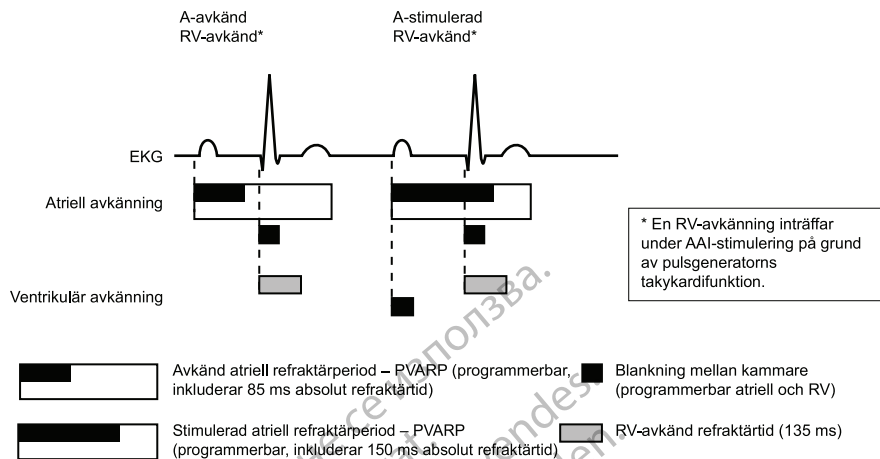 A-avkänd
RV-avkänd*
A-stimulerad
RV-avkänd*
EKG
Atriell avkänning
Ventrikulär avkänning
* En RV-avkänning inträffar
under AAI-stimulering på grund
av pulsgeneratorns
takykardifunktion.
Avkänd atriell refraktärperiod – PVARP (programmerbar,
inkluderar 85 ms absolut refraktärtid)
Blankning mellan kammare
(programmerbar atriell och RV)
Stimulerad atriell refraktärperiod – PVARP
(programmerbar, inkluderar 150 ms absolut refraktärtid)
RV-avkänd refraktärtid (135 ms)
се използва.